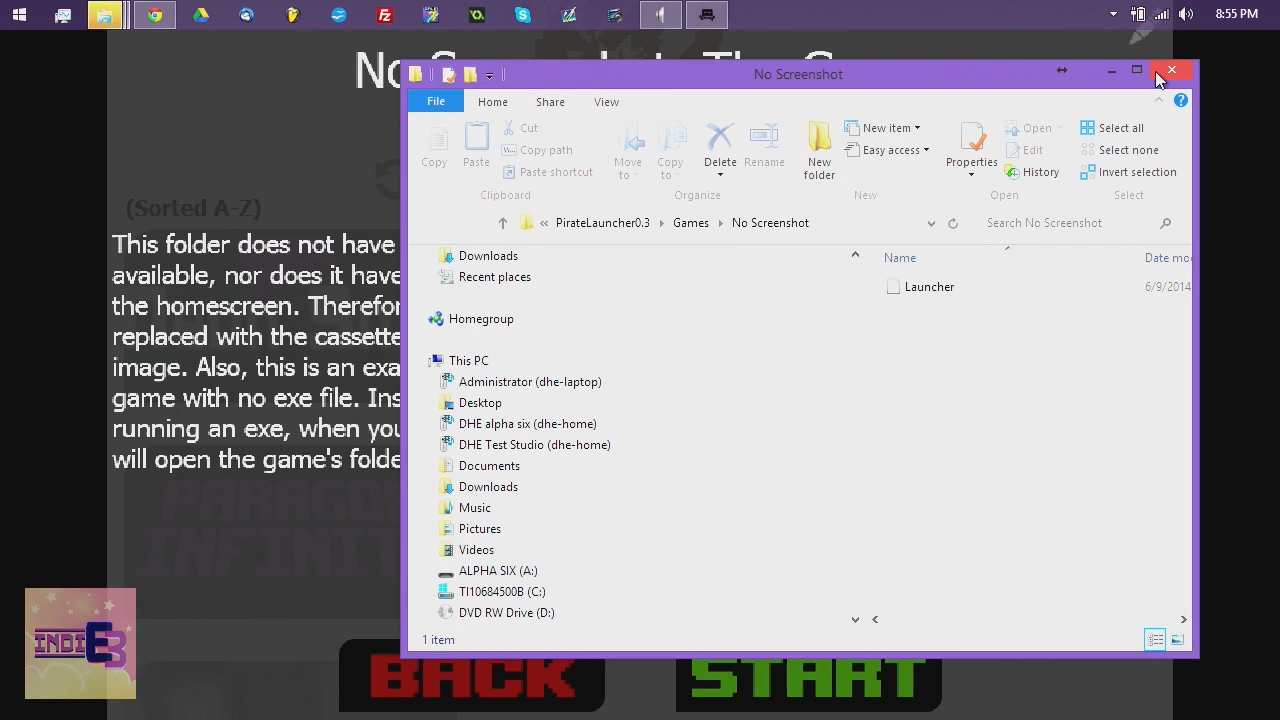 8:55 PM
No Screenshot
File
Home
Share
View
Copy
Paste
Cut
Copy path
Paste shortcut
Clipboard
Move to
Copy to
Delete
Rename
Organize
New folder
New item
Easy access
New
Properties
Open
Edit
History
Open
Select all
Select none
Invert selection
Select
PirateLauncher0.3
Games
No Screenshot
Search No Screenshot
Downloads
Recent places
Homegroup
This PC
Administrator (dhe-laptop)
Desktop
DHE alpha six (dhe-home)
DHE Test Studio (dhe-home)
Documents
Downloads
Music
Pictures
Videos
ALPHA SIX (A:)
TI10684500B (C:)
DVD RW Drive (D:)
Name
Date mo
Launcher
6/9/2014
1 item
No
(Sorted A-Z)
This folder does not have
available, nor does it have
the homescreen. Therefor
replaced with the cassette
image. Also, this is an exa
game with no exe file. Ins
running an exe, when you
will open the game's folde
PARAGON
INFINIT
INDIE3
BACK
START